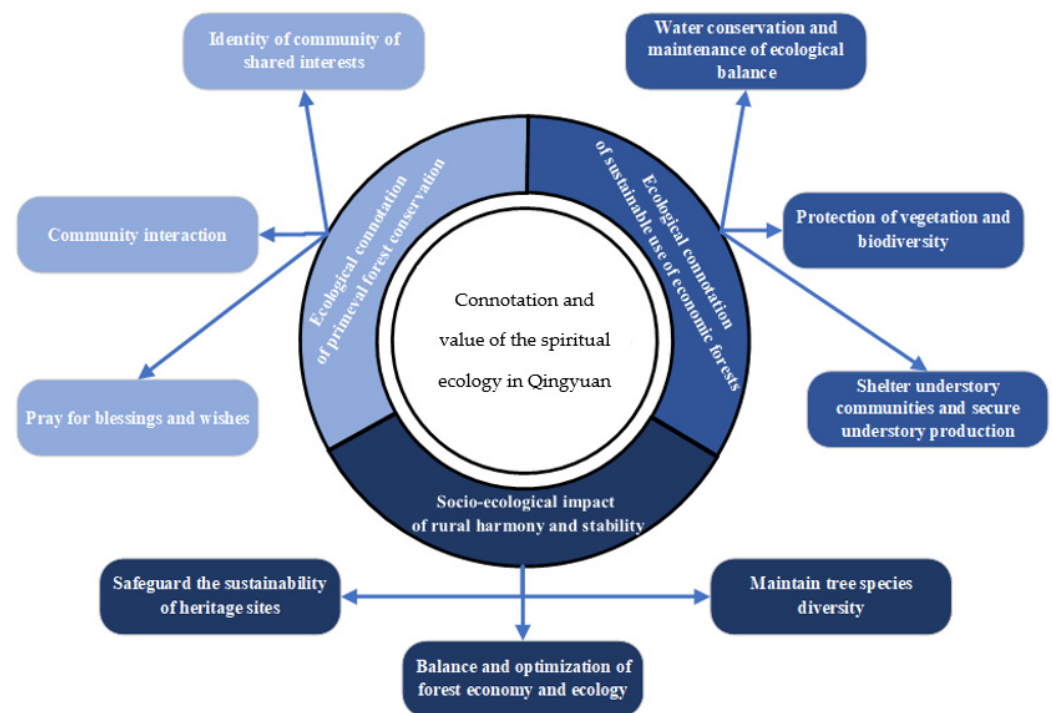 Identity of community of
shared interests
Water conservation and
maintenance of ecological
balance
Ecological connotation
of primeval forest conservation
Ecological connotation
of sustainable use of economic forests
Community interaction
Protection of vegetation and
biodiversity
Connotation and
value of the spiritual
ecology in Qingyuan
Pray for blessings and wishes
Shelter understory
communities and secure
understory production
Socio-ecological impact
of rural harmony and stability
Safeguard the sustainability
of heritage sites
Maintain tree species
diversity
Balance and optimization of
forest economy and ecology